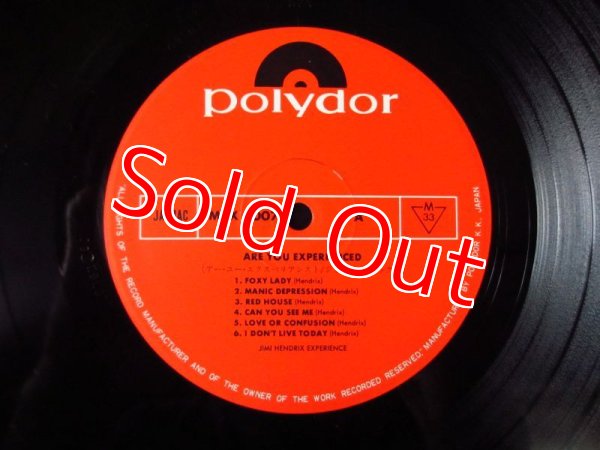 polydor
Sold Out
A
M
33
ARE YOU EXPERIENCED
1. FOXY LADY (Hendrix)
2. MANIC DEPRESSION (Hendrix)
3. RED HOUSE (Hendrix)
4. CAN YOU SEE ME (Hendrix)
5. LOVE OR CONFUSION (Hendrix)
6. I DON'T LIVE TODAY (Hendrix)
JIMI HENDRIX EXPERIENCE
ALL RIGHTS OF THE RECORD MANUFACTURER AND OF THE OWNER OF THE WORK RECORDED RESERVED: MANUFACTURED BY POLYDOR K.K. JAPAN